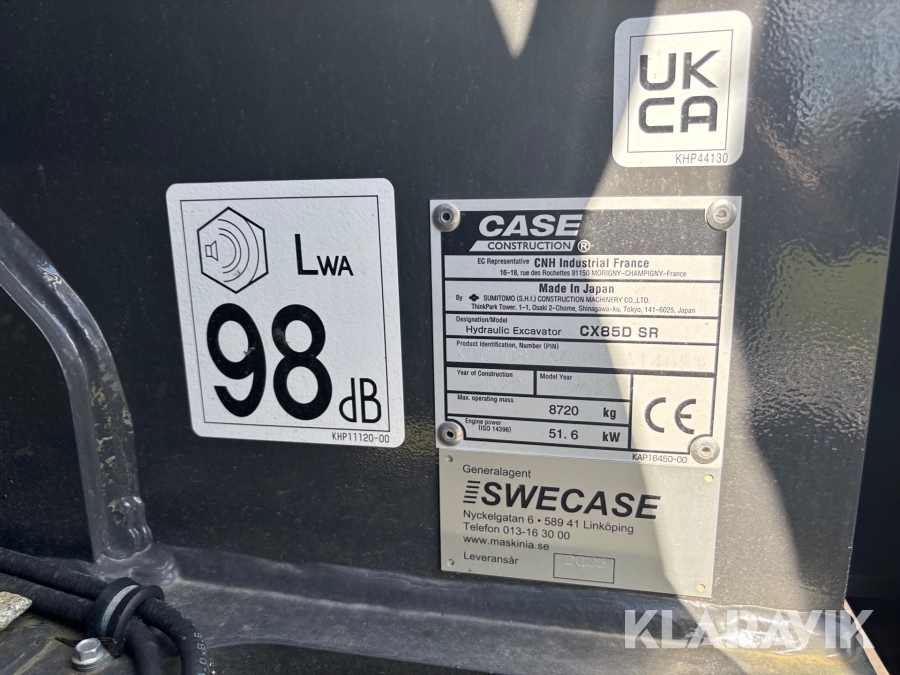 UK
CA
KHP44130
LWA
98 dB
KHP11120-00
CASE
CONSTRUCTION ®
EC Representative CNH Industrial France
16-18, rue des Rochettes 91150 MORIGNY-CHAMPIGNY-France
Made In Japan
By SUMITOMO (S.H.I.) CONSTRUCTION MACHINERY CO., LTD.
ThinkPark Tower. 1-1, Osaki 2-Chome, Shinagawa-ku, Tokyo, 141-6025, Japan
Designation/Model
Hydraulic Excavator CX85D SR
Product Identification, Number (PIN)
Year of Construction Model Year
Max. operating mass 8720 kg
Engine power
(ISO 14396) 51.6 kW
CE
KAP16450-00
Generalagent
SWECASE
Nyckelgatan 6 • 589 41 Linköping
Telefon 013-16 30 00
www.maskinia.se
Leveransår
KLARAVIK